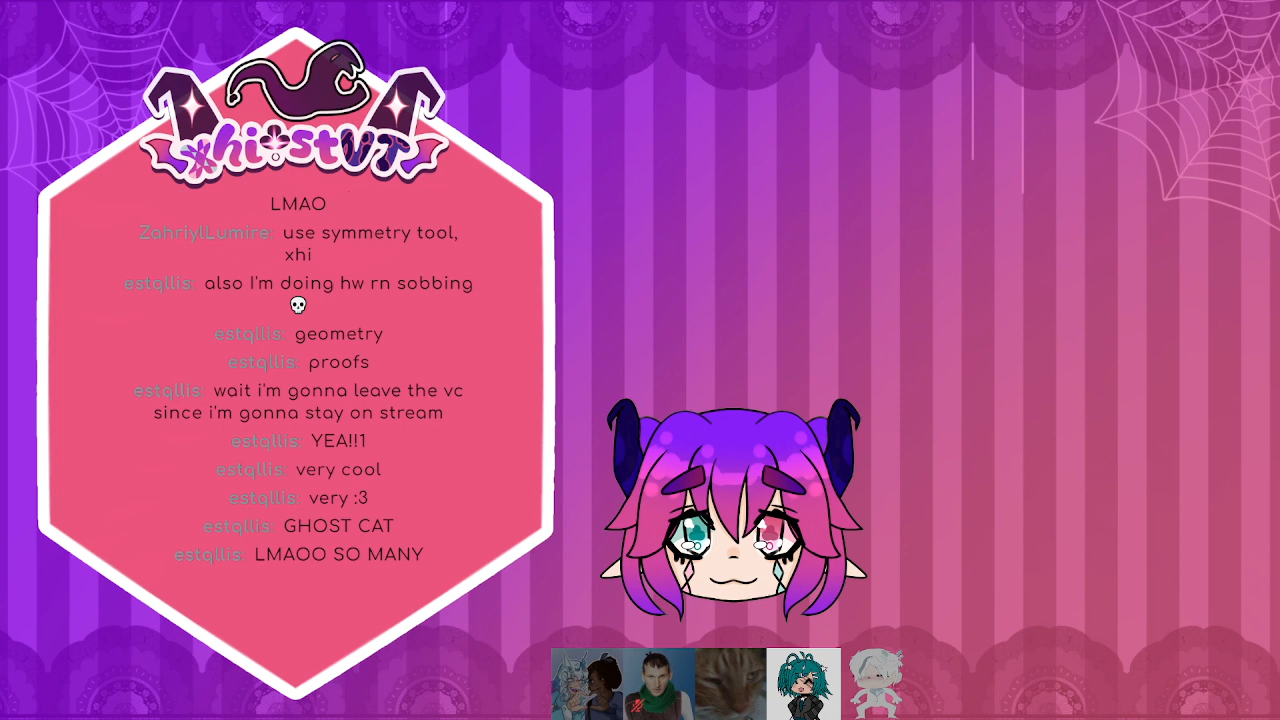 xhi•stVT
LMAO
ZahriylLumire: use symmetry tool,
xhi
estqllis: also I'm doing hw rn sobbing
💀
estqllis: geometry
estqllis: proofs
estqllis: wait i'm gonna leave the vc
since i'm gonna stay on stream
estqllis: YEA!!1
estqllis: very cool
estqllis: very :3
estqllis: GHOST CAT
estqllis: LMAOO SO MANY